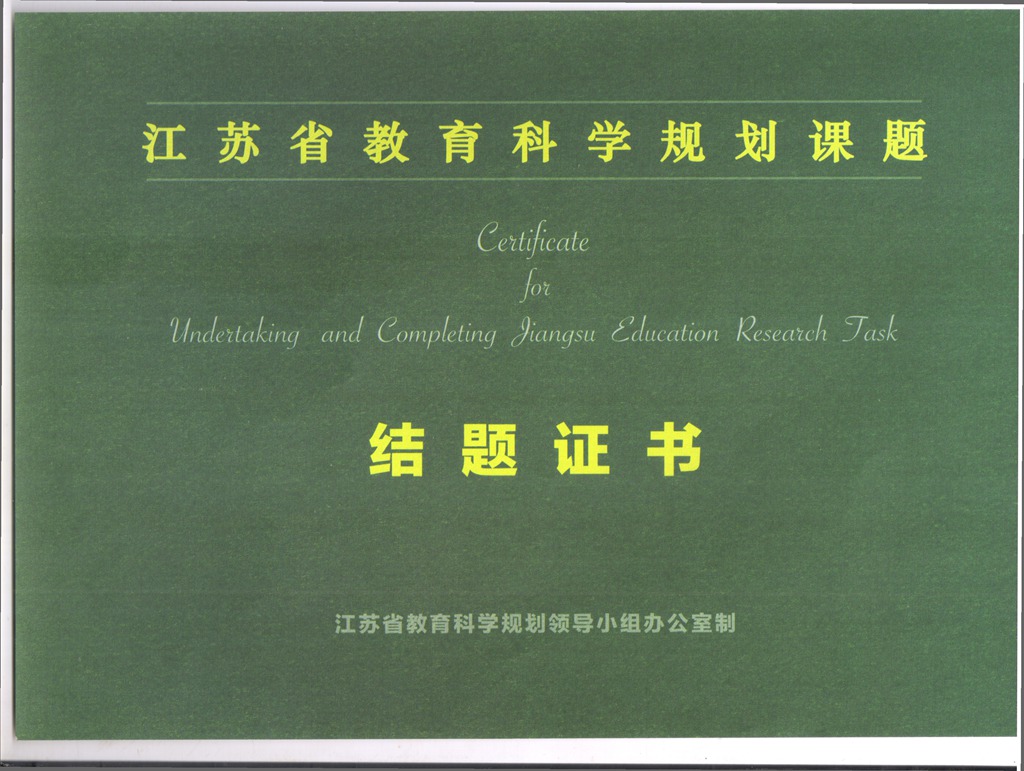 江苏省教育科学规划课题
Certificate
for
Undertaking and Completing Jiangsu Education Research Task
结题证书
江苏省教育科学规划领导小组办公室制